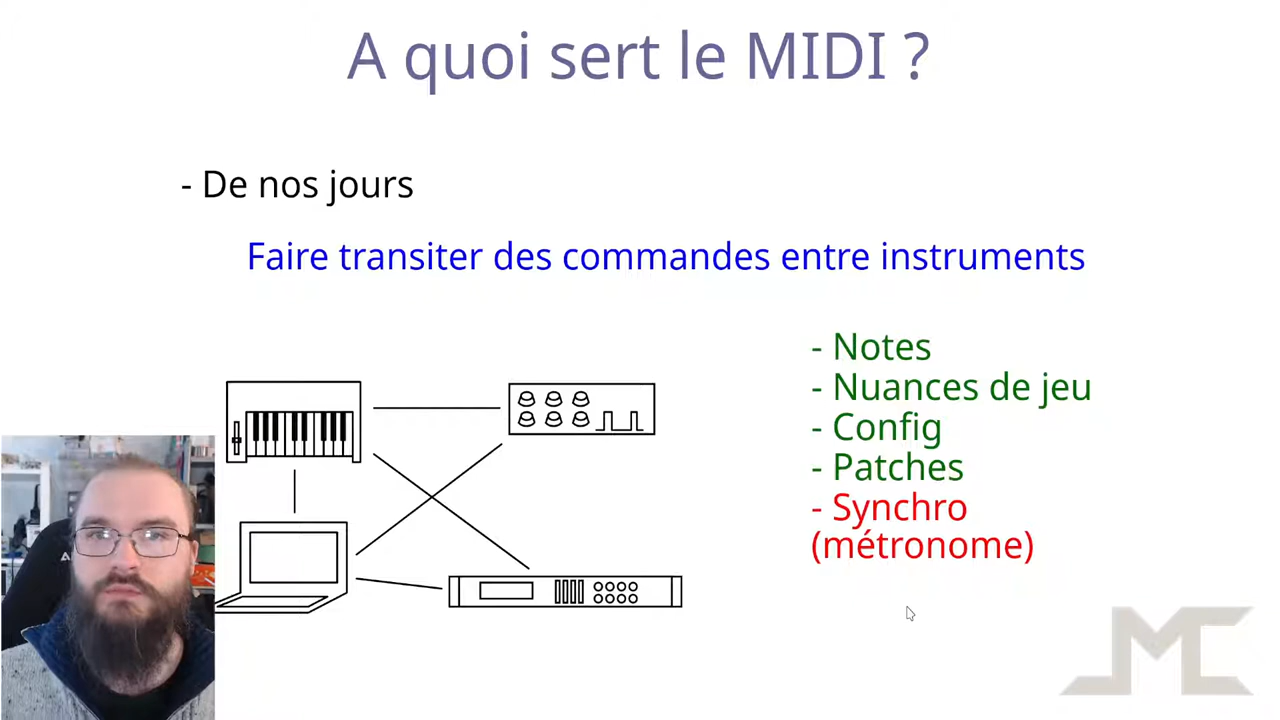 A quoi sert le MIDI ?
- De nos jours
Faire transiter des commandes entre instruments
- Notes
- Nuances de jeu
- Config
- Patches
- Synchro
(métronome)
MC